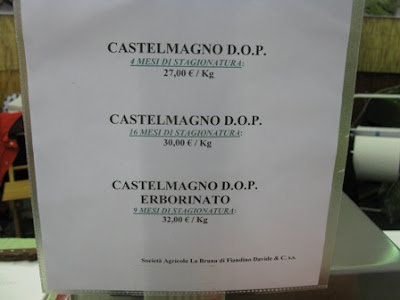 CASTELMAGNO D.O.P.
4 MESI DI STAGIONATURA:
27,00 € / Kg
CASTELMAGNO D.O.P.
16 MESI DI STAGIONATURA:
30,00 € / Kg
CASTELMAGNO D.O.P.
ERBORINATO
9 MESI DI STAGIONATURA:
32,00 € / Kg
Società Agricola La Bruna di Fiandino Davide & C. s.s.